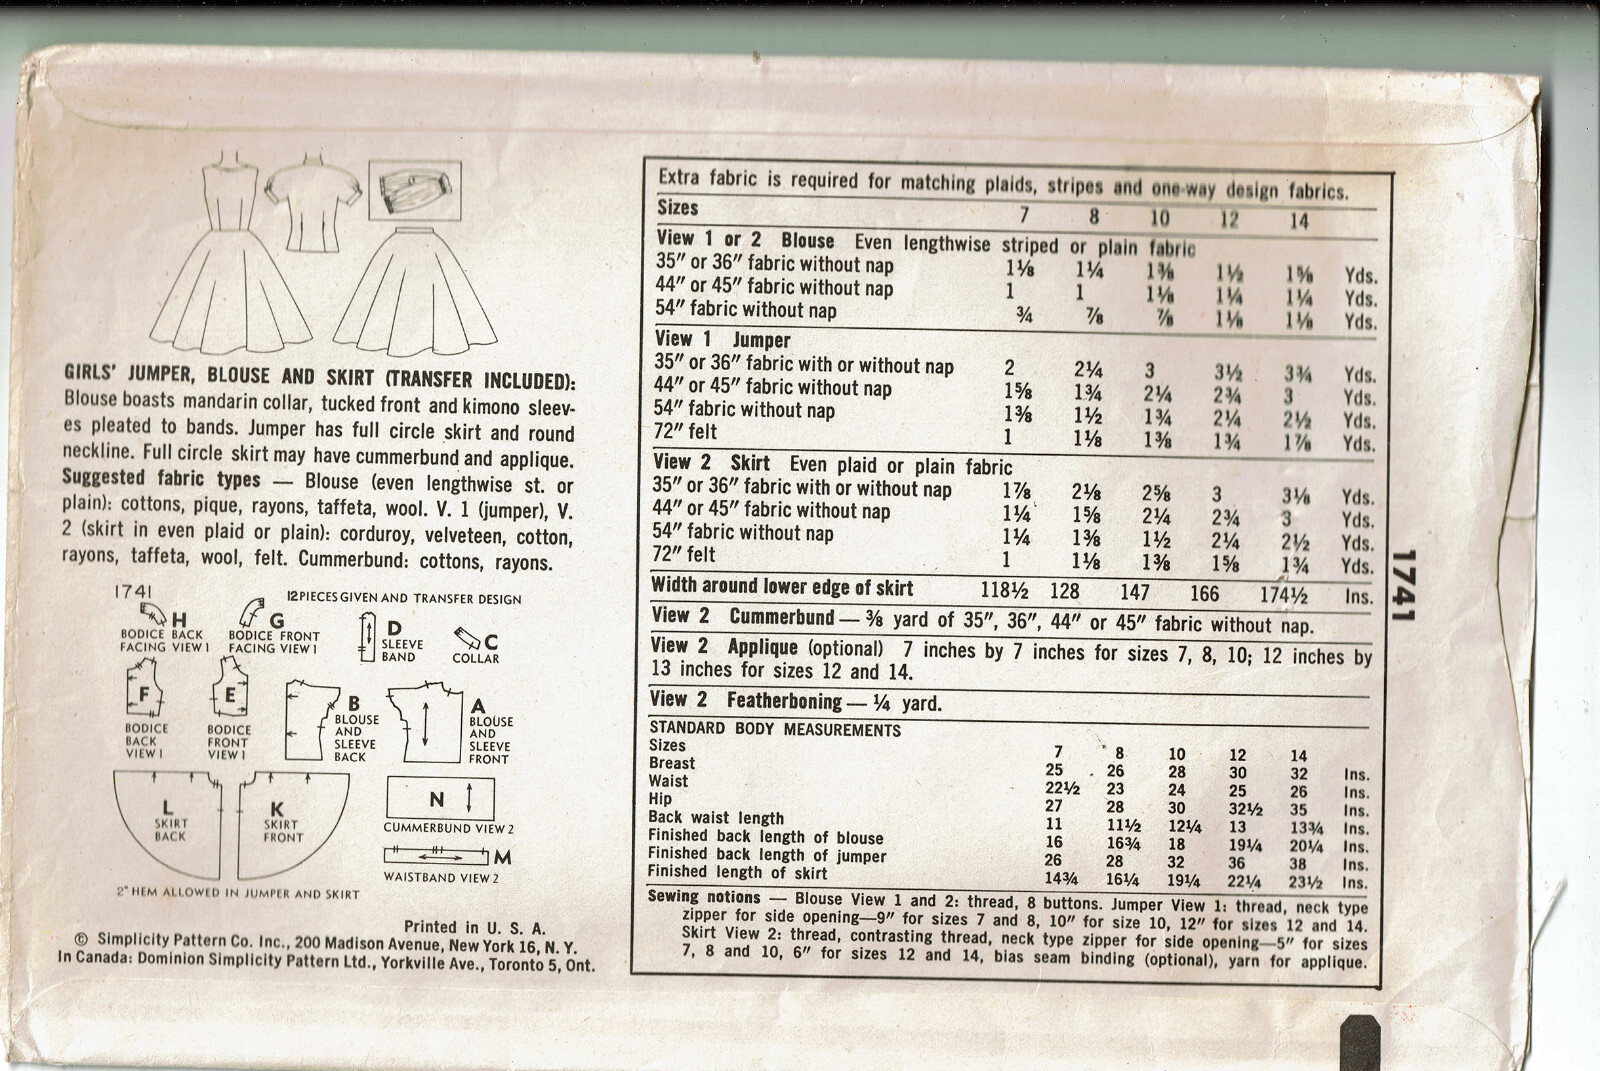 GIRLS' JUMPER, BLOUSE AND SKIRT (TRANSFER INCLUDED):
Blouse boasts mandarin collar, tucked front and kimono sleev-
es pleated to bands. Jumper has full circle skirt and round
neckline. Full circle skirt may have cummerbund and applique.
Suggested fabric types — Blouse (even lengthwise st. or
plain): cottons, pique, rayons, taffeta, wool. V. 1 (jumper), V.
2 (skirt in even plaid or plain): corduroy, velveteen, cotton,
rayons, taffeta, wool, felt. Cummerbund: cottons, rayons.
1741
12 PIECES GIVEN AND TRANSFER DESIGN
H
BODICE BACK
FACING VIEW 1
G
BODICE FRONT
FACING VIEW 1
D
SLEEVE
BAND
C
COLLAR
F
BODICE
BACK
VIEW 1
E
BODICE
FRONT
VIEW 1
B
BLOUSE
AND
SLEEVE
BACK
A
BLOUSE
AND
SLEEVE
FRONT
L
SKIRT
BACK
K
SKIRT
FRONT
N
CUMMERBUND VIEW 2
M
WAISTBAND VIEW 2
2" HEM ALLOWED IN JUMPER AND SKIRT
Printed in U. S. A.
© Simplicity Pattern Co. Inc., 200 Madison Avenue, New York 16, N. Y.
In Canada: Dominion Simplicity Pattern Ltd., Yorkville Ave., Toronto 5, Ont.
Extra fabric is required for matching plaids, stripes and one-way design fabrics.
Sizes 7 8 10 12 14
View 1 or 2 Blouse Even lengthwise striped or plain fabric
35" or 36" fabric without nap 1⅛ 1¼ 1⅜ 1½ 1⅝ Yds.
44" or 45" fabric without nap 1 1 1⅛ 1¼ 1¼ Yds.
54" fabric without nap ¾ ⅞ ⅞ 1⅛ 1⅛ Yds.
View 1 Jumper
35" or 36" fabric with or without nap 2 2¼ 3 3½ 3¾ Yds.
44" or 45" fabric without nap 1⅝ 1¾ 2¼ 2¾ 3 Yds.
54" fabric without nap 1⅜ 1½ 1¾ 2¼ 2½ Yds.
72" felt 1 1⅛ 1⅜ 1¾ 1⅞ Yds.
View 2 Skirt Even plaid or plain fabric
35" or 36" fabric with or without nap 1⅞ 2⅛ 2⅝ 3 3⅛ Yds.
44" or 45" fabric without nap 1¼ 1⅝ 2¼ 2¾ 3 Yds.
54" fabric without nap 1¼ 1⅜ 1½ 2¼ 2½ Yds.
72" felt 1 1⅛ 1⅜ 1⅝ 1¾ Yds.
Width around lower edge of skirt 118½ 128 147 166 174½ Ins.
View 2 Cummerbund — ⅜ yard of 35", 36", 44" or 45" fabric without nap.
View 2 Applique (optional) 7 inches by 7 inches for sizes 7, 8, 10; 12 inches by
13 inches for sizes 12 and 14.
View 2 Featherboning — ¼ yard.
STANDARD BODY MEASUREMENTS
Sizes 7 8 10 12 14
Breast 25 26 28 30 32 Ins.
Waist 22½ 23 24 25 26 Ins.
Hip 27 28 30 32½ 35 Ins.
Back waist length 11 11½ 12¼ 13 13¾ Ins.
Finished back length of blouse 16 16¾ 18 19¼ 20¼ Ins.
Finished back length of jumper 26 28 32 36 38 Ins.
Finished length of skirt 14¾ 16¼ 19¼ 22¼ 23½ Ins.
Sewing notions — Blouse View 1 and 2: thread, 8 buttons. Jumper View 1: thread, neck type
zipper for side opening—9" for sizes 7 and 8, 10" for size 10, 12" for sizes 12 and 14.
Skirt View 2: thread, contrasting thread, neck type zipper for side opening—5" for sizes
7, 8 and 10, 6" for sizes 12 and 14, bias seam binding (optional), yarn for applique.
1741